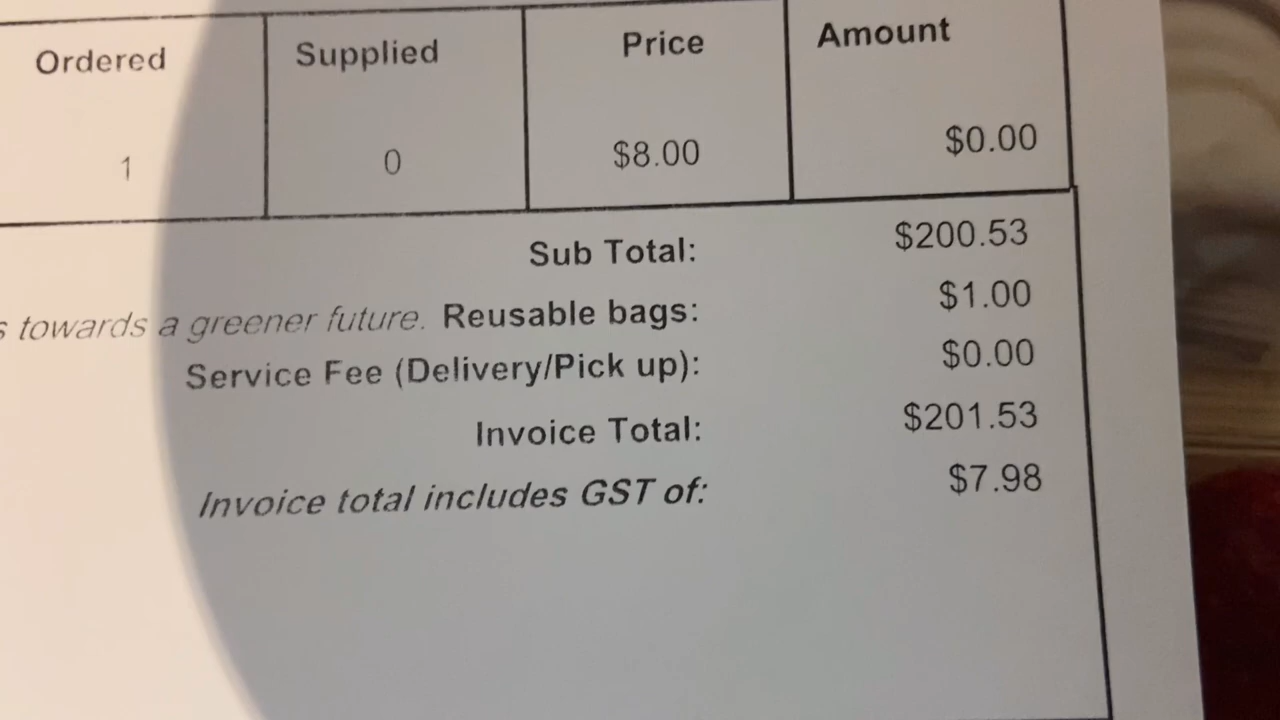 Ordered Supplied Price Amount
1 0 $8.00 $0.00
Sub Total: $200.53
towards a greener future. Reusable bags: $1.00
Service Fee (Delivery/Pick up): $0.00
Invoice Total: $201.53
Invoice total includes GST of: $7.98